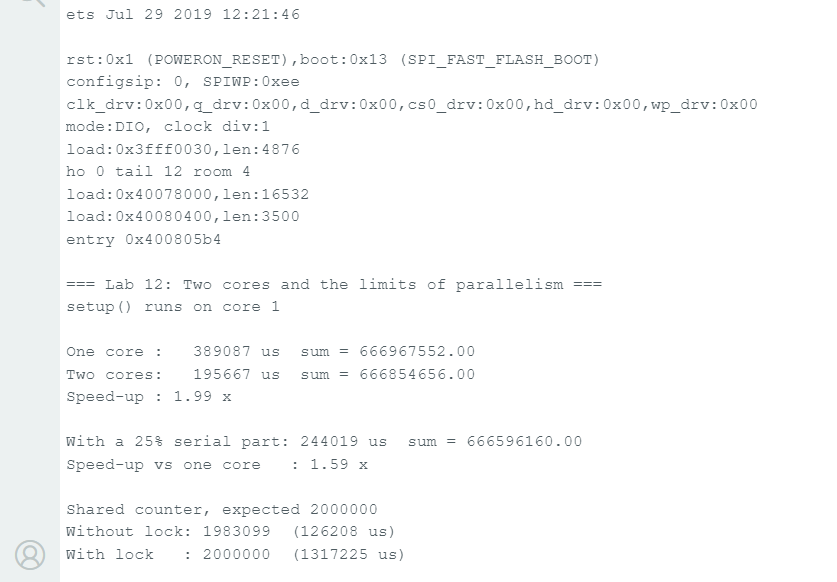 ets Jul 29 2019 12:21:46
rst:0x1 (POWERON_RESET),boot:0x13 (SPI_FAST_FLASH_BOOT)
configsip: 0, SPIWP:0xee
clk_drv:0x00,q_drv:0x00,d_drv:0x00,cs0_drv:0x00,hd_drv:0x00,wp_drv:0x00
mode:DIO, clock div:1
load:0x3fff0030,len:4876
ho 0 tail 12 room 4
load:0x40078000,len:16532
load:0x40080400,len:3500
entry 0x400805b4
=== Lab 12: Two cores and the limits of parallelism ===
setup() runs on core 1
One core :   389087 us  sum = 666967552.00
Two cores:   195667 us  sum = 666854656.00
Speed-up : 1.99 x
With a 25% serial part: 244019 us  sum = 666596160.00
Speed-up vs one core   : 1.59 x
Shared counter, expected 2000000
Without lock: 1983099  (126208 us)
With lock   : 2000000  (1317225 us)